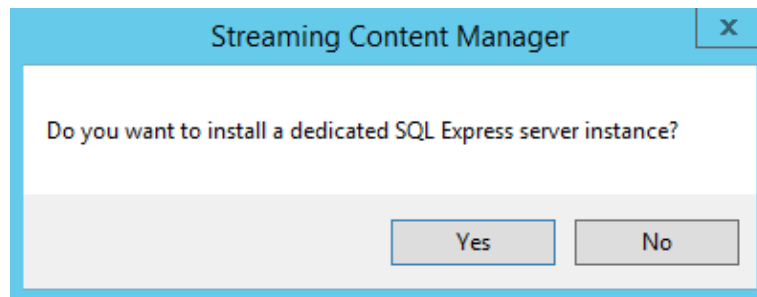 Streaming Content Manager
x
Do you want to install a dedicated SQL Express server instance?
Yes No